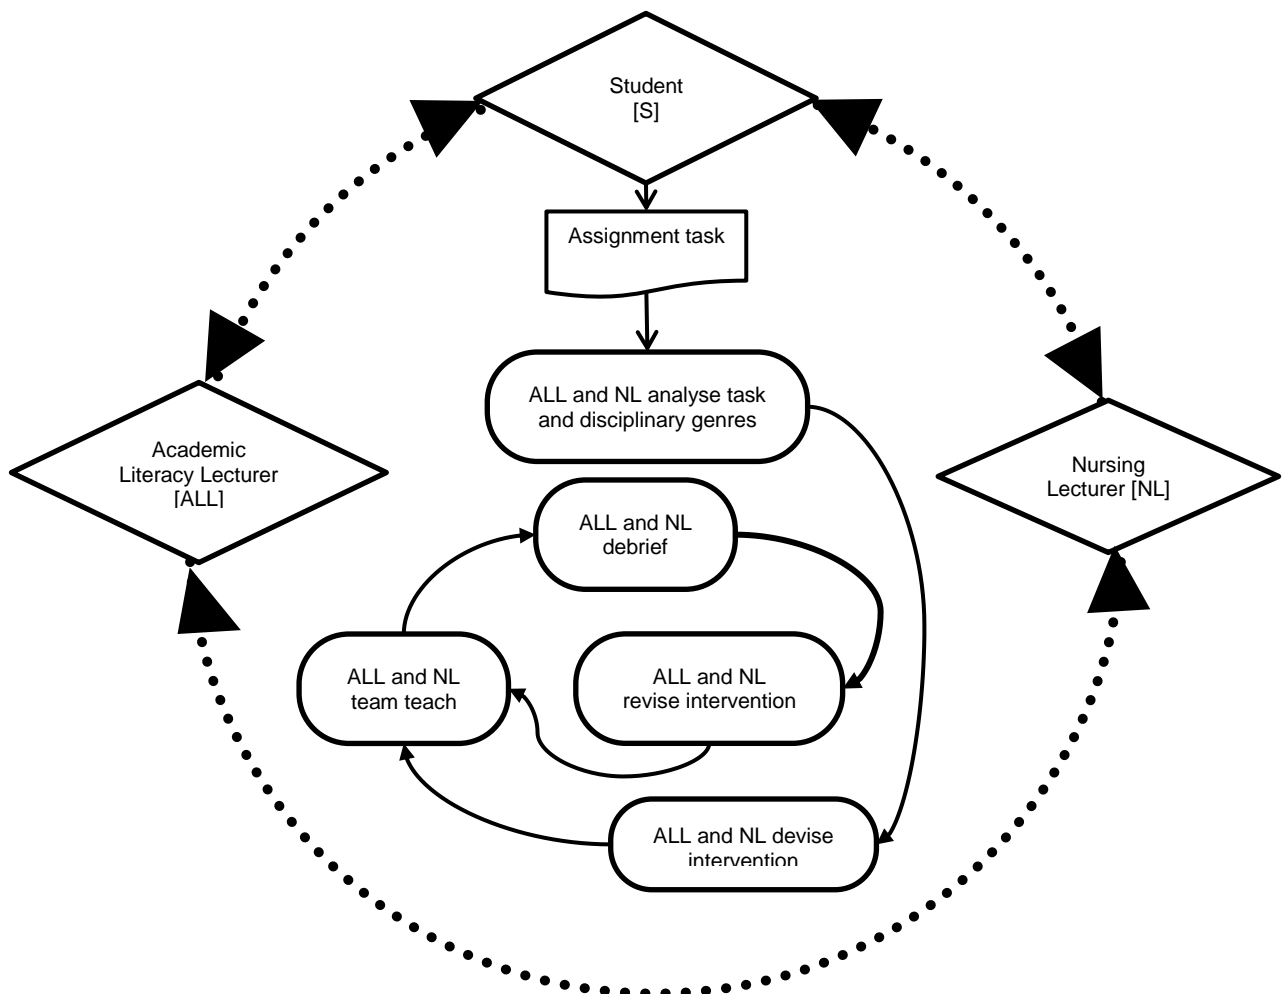 Student
[S]
Assignment task
ALL and NL analyse task
and disciplinary genres
Academic
Literacy Lecturer
[ALL]
Nursing
Lecturer [NL]
ALL and NL
debrief
ALL and NL
team teach
ALL and NL
revise intervention
ALL and NL devise
intervention